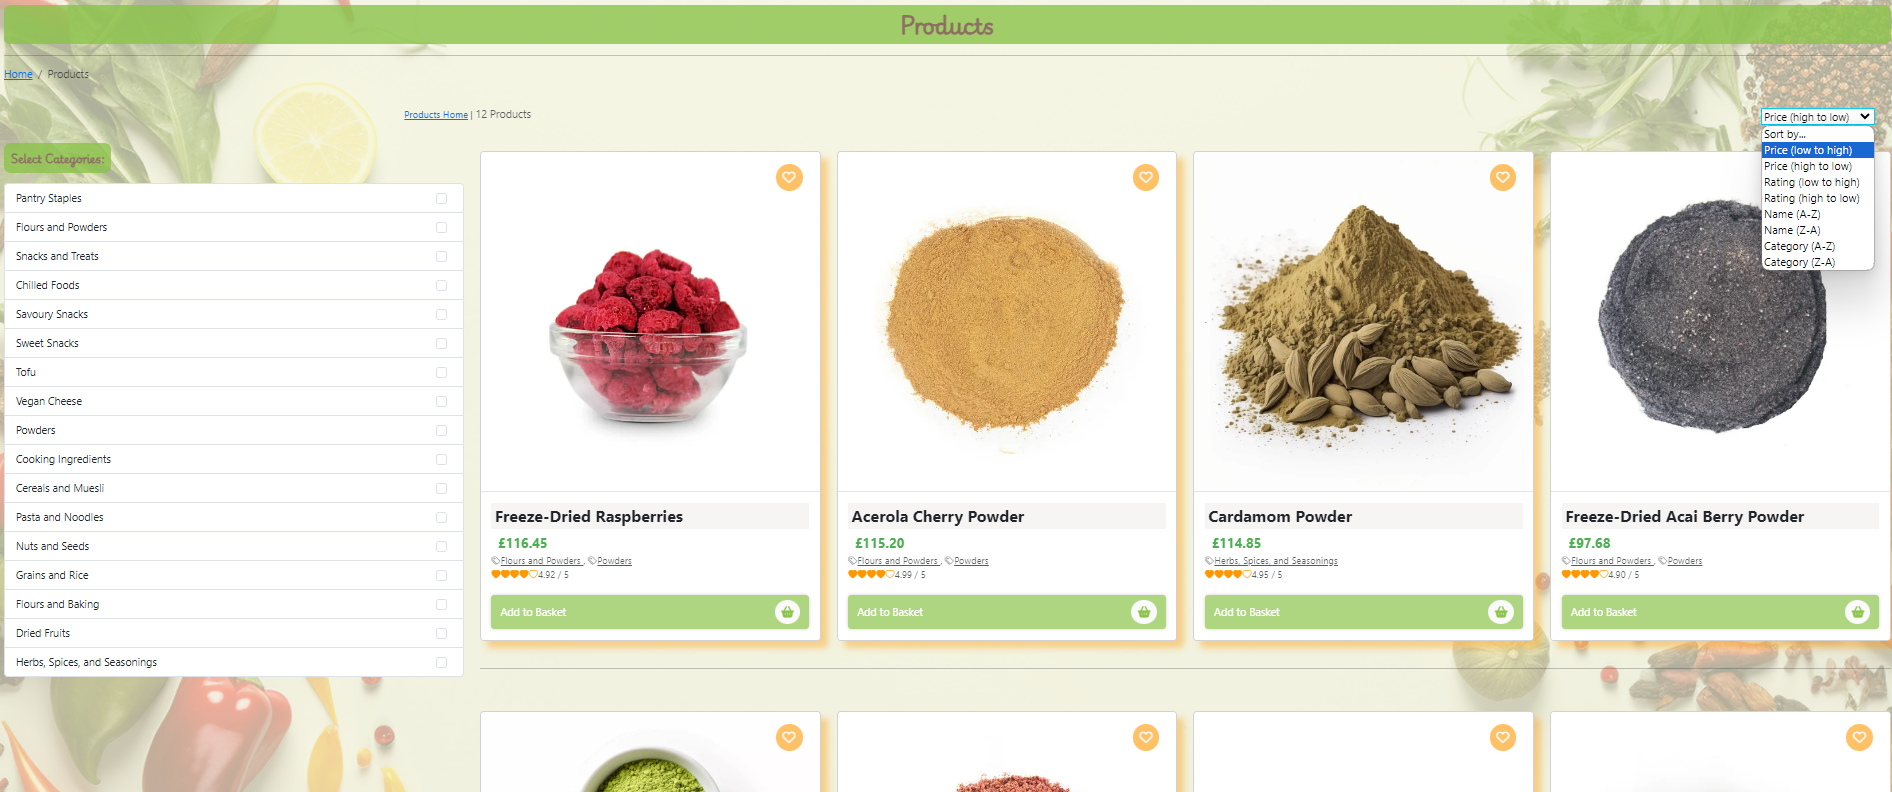 Products
Home / Products
Products Home | 12 Products
Price (high to low)
Sort by...
Price (low to high)
Price (high to low)
Rating (low to high)
Rating (high to low)
Name (A-Z)
Name (Z-A)
Category (A-Z)
Category (Z-A)
Select Categories:
Pantry Staples
Flours and Powders
Snacks and Treats
Chilled Foods
Savoury Snacks
Sweet Snacks
Tofu
Vegan Cheese
Powders
Cooking Ingredients
Cereals and Muesli
Pasta and Noodles
Nuts and Seeds
Grains and Rice
Flours and Baking
Dried Fruits
Herbs, Spices, and Seasonings
Freeze-Dried Raspberries
£116.45
Flours and Powders , Powders
4.92 / 5
Add to Basket
Acerola Cherry Powder
£115.20
Flours and Powders , Powders
4.99 / 5
Add to Basket
Cardamom Powder
£114.85
Herbs, Spices, and Seasonings
4.95 / 5
Add to Basket
Freeze-Dried Acai Berry Powder
£97.68
Flours and Powders , Powders
4.90 / 5
Add to Basket